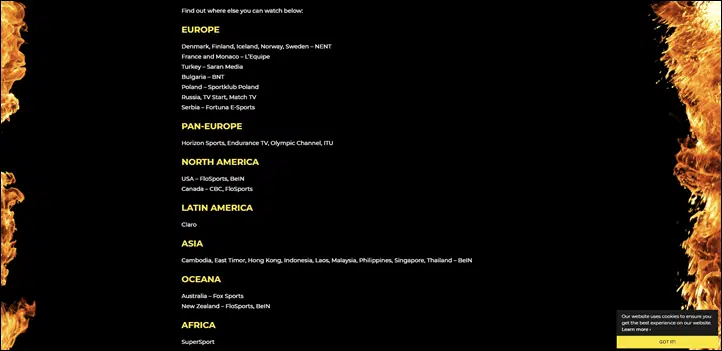 Find out where else you can watch below:
EUROPE
Denmark, Finland, Iceland, Norway, Sweden – NENT
France and Monaco – L'Equipe
Turkey – Saran Media
Bulgaria – BNT
Poland – Sportklub Poland
Russia, TV Start, Match TV
Serbia – Fortuna E-Sports
PAN-EUROPE
Horizon Sports, Endurance TV, Olympic Channel, ITU
NORTH AMERICA
USA – FloSports, BeIN
Canada – CBC, FloSports
LATIN AMERICA
Claro
ASIA
Cambodia, East Timor, Hong Kong, Indonesia, Laos, Malaysia, Philippines, Singapore, Thailand – BeIN
OCEANA
Australia – Fox Sports
New Zealand – FloSports, BeIN
AFRICA
SuperSport
Our website uses cookies to ensure you
get the best experience on our website.
Learn more ›
GOT IT!